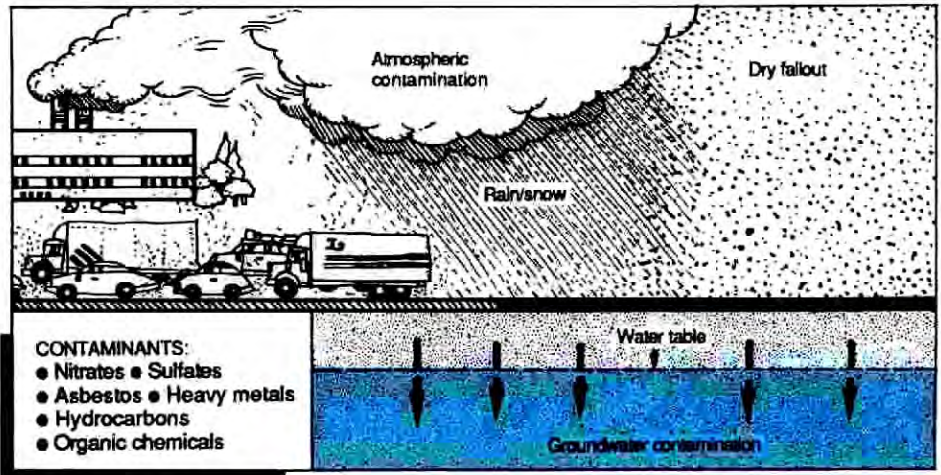 Atmospheric
contamination
Dry fallout
Rain/snow
Water table
Groundwater contamination
CONTAMINANTS:
● Nitrates ● Sulfates
● Asbestos ● Heavy metals
● Hydrocarbons
● Organic chemicals